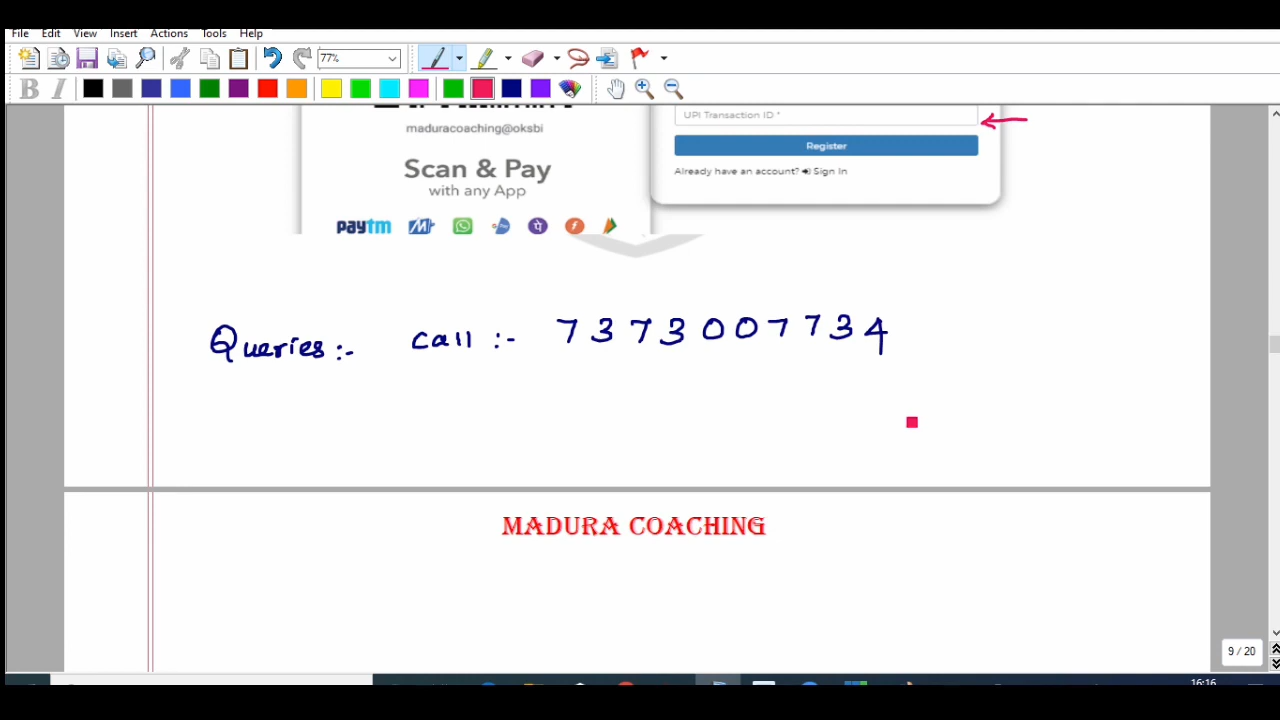 File Edit View Insert Actions Tools Help
77%
B I
maduracoaching@oksbi
Scan & Pay
with any App
paytm
UPI Transaction ID *
Register
Already have an account? Sign In
Queries:- call :- 7373007734
MADURA COACHING
9 / 20
16:16